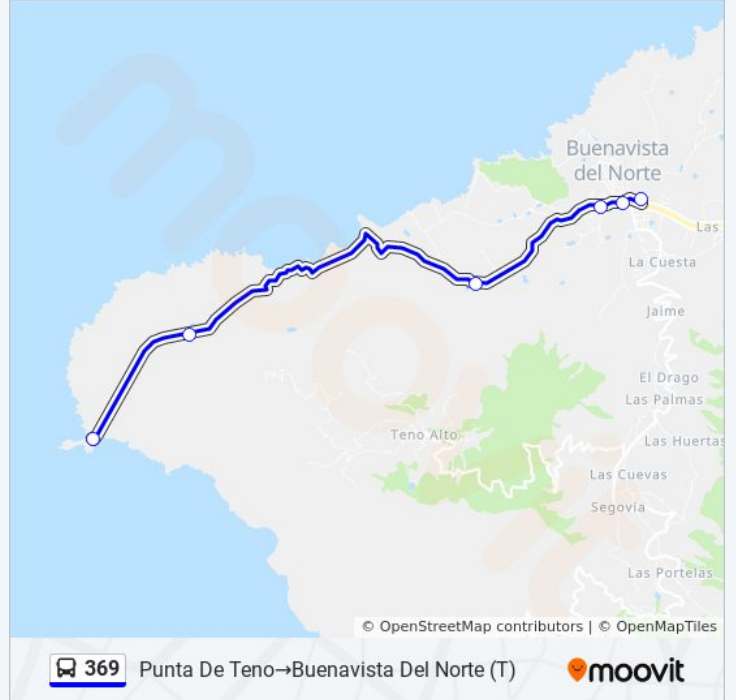 Buenavista
del Norte
Las
La Cuesta
Jaime
El Drago
Las Palmas
Teno Alto
Las Huertas
Las Cuevas
Segovia
Las Portelas
© OpenStreetMap contributors | © OpenMapTiles
369 Punta De Teno→Buenavista Del Norte (T) moovit